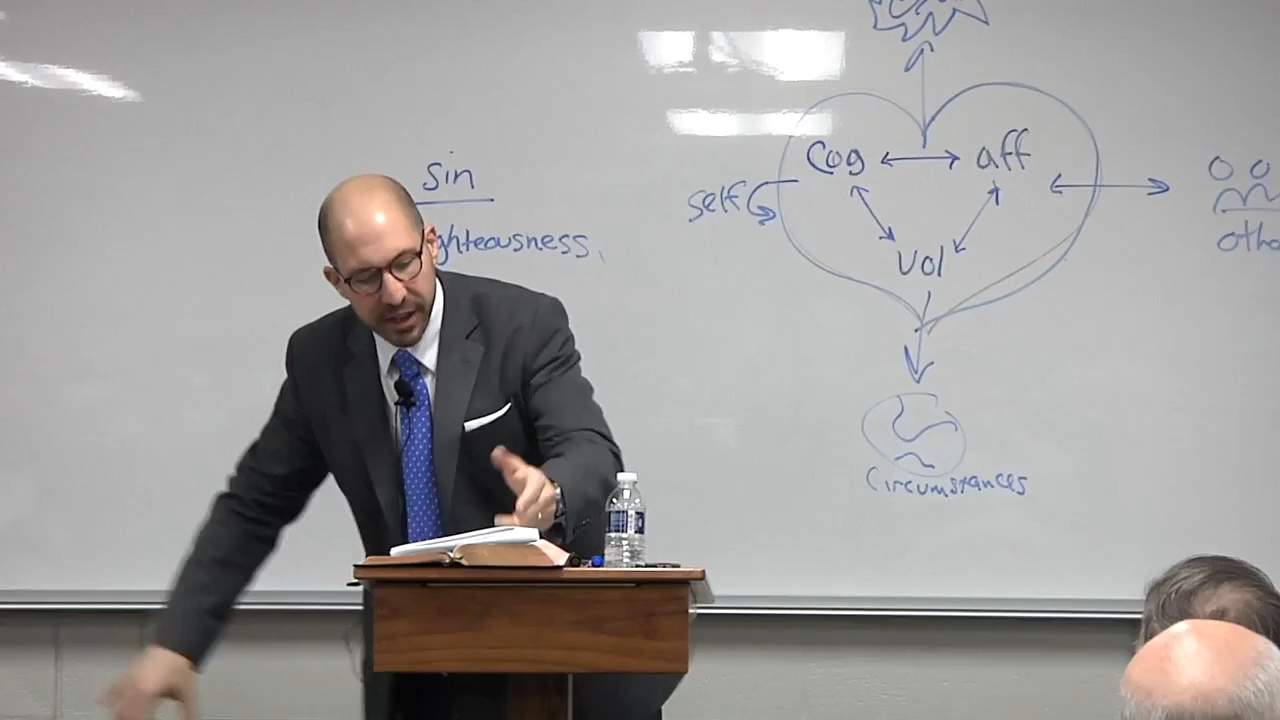 sin
ghteousness,
Cog
aff
vol
self
othe
Circumstances